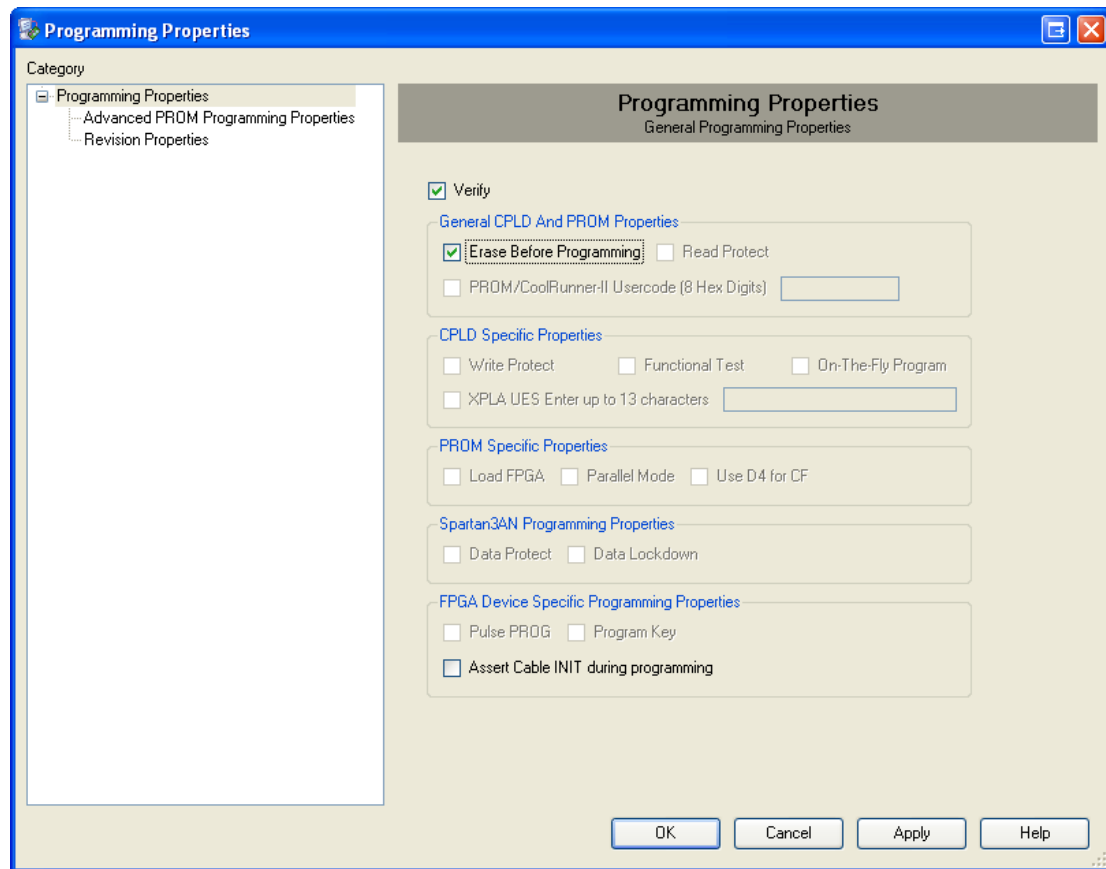 Programming Properties
Category
Programming Properties
Advanced PROM Programming Properties
Revision Properties
Programming Properties
General Programming Properties
Verify
General CPLD And PROM Properties
Erase Before Programming Read Protect
PROM/CoolRunner-II Usercode (8 Hex Digits)
CPLD Specific Properties
Write Protect Functional Test On-The-Fly Program
XPLA UES Enter up to 13 characters
PROM Specific Properties
Load FPGA Parallel Mode Use D4 for CF
Spartan3AN Programming Properties
Data Protect Data Lockdown
FPGA Device Specific Programming Properties
Pulse PROG Program Key
Assert Cable INIT during programming
OK Cancel Apply Help